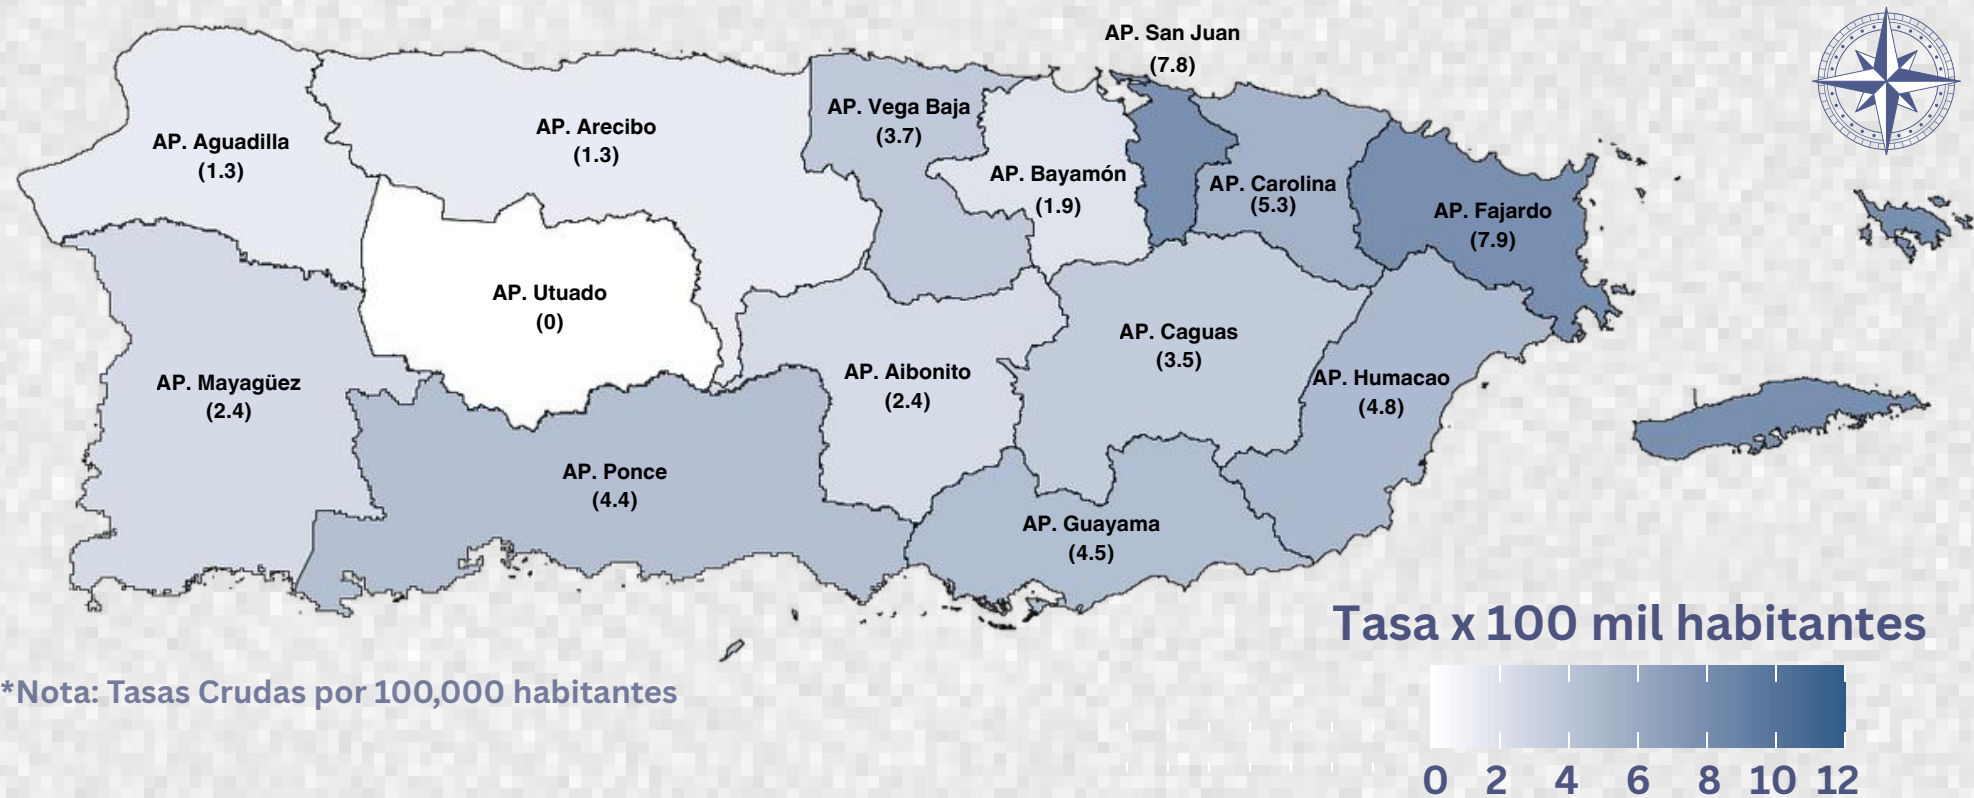 AP. San Juan
(7.8)
AP. Vega Baja
(3.7)
AP. Arecibo
(1.3)
AP. Aguadilla
(1.3)
AP. Bayamón
(1.9)
AP. Carolina
(5.3)
AP. Fajardo
(7.9)
AP. Utuado
(0)
AP. Caguas
(3.5)
AP. Aibonito
(2.4)
AP. Humacao
(4.8)
AP. Mayagüez
(2.4)
AP. Ponce
(4.4)
AP. Guayama
(4.5)
Tasa x 100 mil habitantes
0 2 4 6 8 10 12
*Nota: Tasas Crudas por 100,000 habitantes